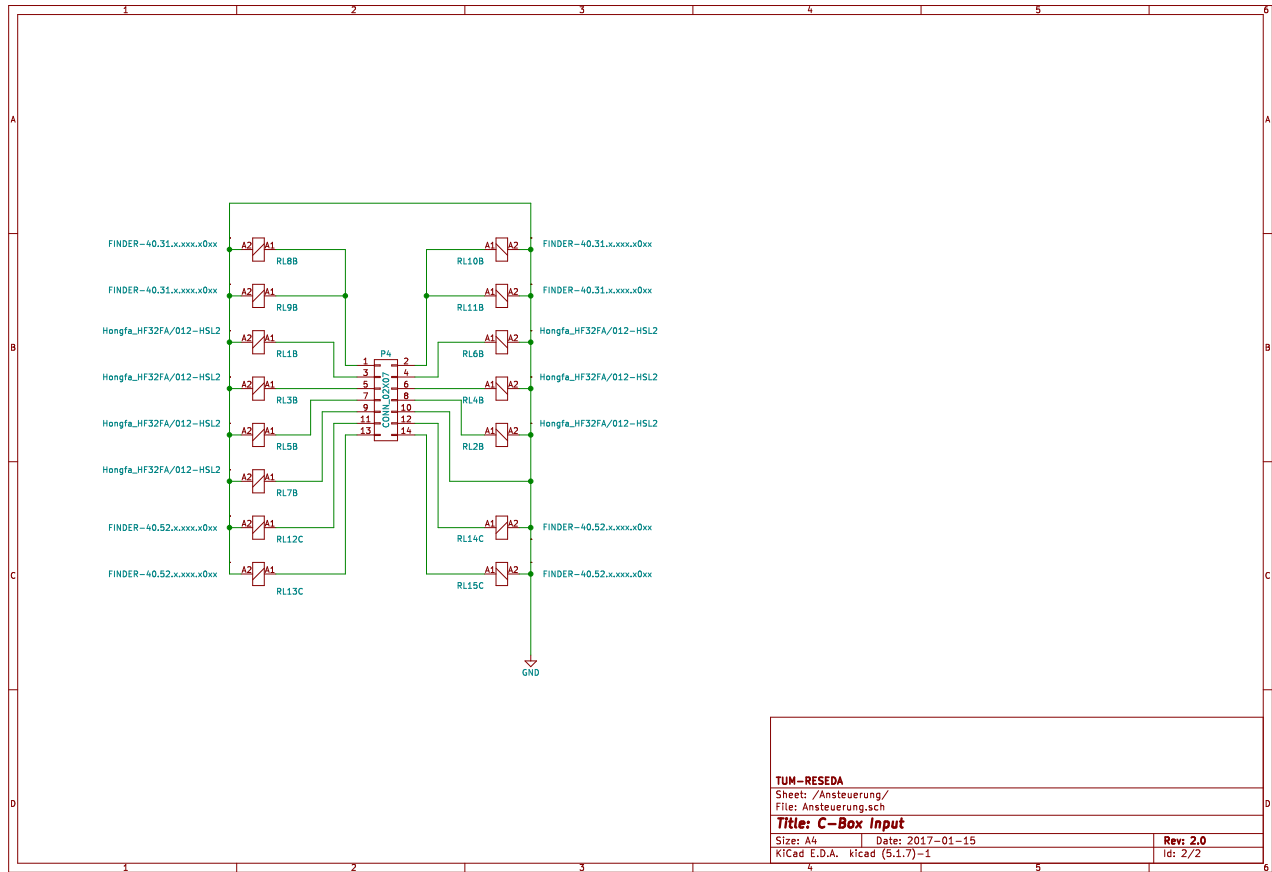 1 2 3 4 5 6
A A
FINDER-40.31.x.xxx.x0xx A2 A1 A1 A2 FINDER-40.31.x.xxx.x0xx
RL8B RL10B
FINDER-40.31.x.xxx.x0xx A2 A1 A1 A2 FINDER-40.31.x.xxx.x0xx
RL9B RL11B
Hongfa_HF32FA/012-HSL2 A2 A1 A1 A2 Hongfa_HF32FA/012-HSL2
B RL1B P4 RL6B B
1 2
3 4
Hongfa_HF32FA/012-HSL2 A2 A1 5 6 A1 A2 Hongfa_HF32FA/012-HSL2
RL3B 7 CONN_02X07 8 RL4B
9 10
Hongfa_HF32FA/012-HSL2 11 12 Hongfa_HF32FA/012-HSL2
A2 A1 13 14 A1 A2
RL5B RL2B
Hongfa_HF32FA/012-HSL2 A2 A1
RL7B
FINDER-40.52.x.xxx.x0xx A2 A1 A1 A2 FINDER-40.52.x.xxx.x0xx
RL12C RL14C
C FINDER-40.52.x.xxx.x0xx A2 A1 A1 A2 FINDER-40.52.x.xxx.x0xx C
RL13C RL15C
GND
TUM-RESEDA
Sheet: /Ansteuerung/
File: Ansteuerung.sch
D D
Title: C-Box Input
Size: A4 Date: 2017-01-15 Rev: 2.0
KiCad E.D.A. kicad (5.1.7)-1 Id: 2/2
1 2 3 4 5 6